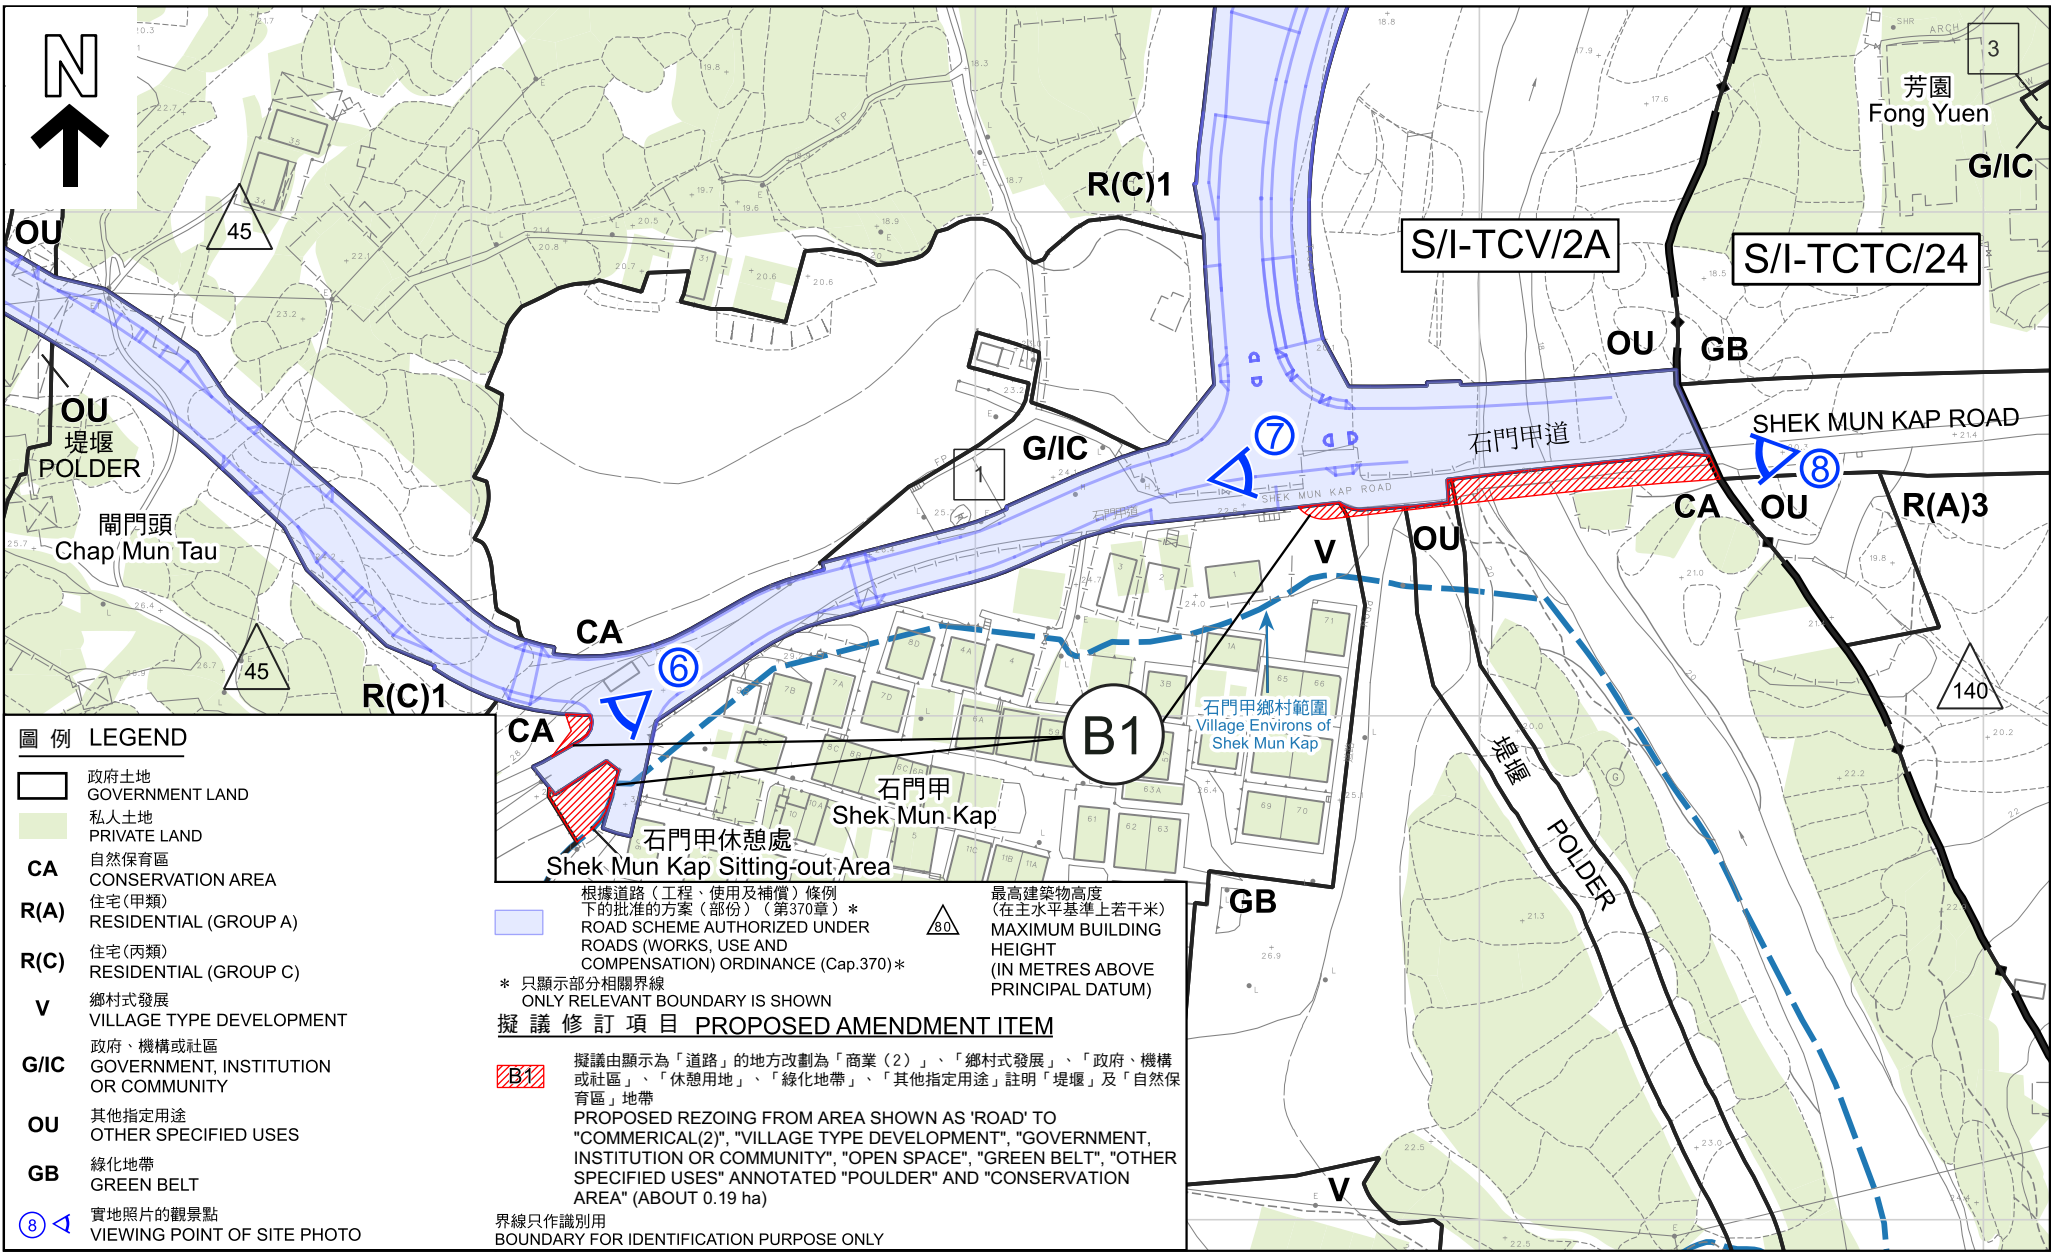 N
OU
45
R(C)1
S/I-TCV/2A
S/I-TCTC/24
芳園
Fong Yuen
3
G/IC
OU
GB
OU
堤堰
POLDER
閘門頭
Chap Mun Tau
G/IC
1
7
石門甲道
SHEK MUN KAP ROAD
8
SHEK MUN KAP ROAD
石門甲道
CA
OU
R(A)3
V
OU
CA
6
45
R(C)1
CA
B1
石門甲鄉村範圍
Village Environs of
Shek Mun Kap
140
石門甲
Shek Mun Kap
石門甲休憩處
Shek Mun Kap Sitting-out Area
堤堰
POLDER
GB
V
圖例 LEGEND
政府土地
GOVERNMENT LAND
私人土地
PRIVATE LAND
CA
自然保育區
CONSERVATION AREA
R(A)
住宅(甲類)
RESIDENTIAL (GROUP A)
R(C)
住宅(丙類)
RESIDENTIAL (GROUP C)
V
鄉村式發展
VILLAGE TYPE DEVELOPMENT
G/IC
政府、機構或社區
GOVERNMENT, INSTITUTION
OR COMMUNITY
OU
其他指定用途
OTHER SPECIFIED USES
GB
綠化地帶
GREEN BELT
8
實地照片的觀景點
VIEWING POINT OF SITE PHOTO
根據道路（工程、使用及補償）條例
下的批准的方案（部份）（第370章）*
ROAD SCHEME AUTHORIZED UNDER
ROADS (WORKS, USE AND
COMPENSATION) ORDINANCE (Cap.370)*
* 只顯示部分相關界線
ONLY RELEVANT BOUNDARY IS SHOWN
80
最高建築物高度
（在主水平基準上若干米）
MAXIMUM BUILDING
HEIGHT
(IN METRES ABOVE
PRINCIPAL DATUM)
擬議修訂項目 PROPOSED AMENDMENT ITEM
B1
擬議由顯示為「道路」的地方改劃為「商業（2）」、「鄉村式發展」、「政府、機構
或社區」、「休憩用地」、「綠化地帶」、「其他指定用途」註明「堤堰」及「自然保
育區」地帶
PROPOSED REZOING FROM AREA SHOWN AS 'ROAD' TO
"COMMERICAL(2)", "VILLAGE TYPE DEVELOPMENT", "GOVERNMENT,
INSTITUTION OR COMMUNITY", "OPEN SPACE", "GREEN BELT", "OTHER
SPECIFIED USES" ANNOTATED "POULDER" AND "CONSERVATION
AREA" (ABOUT 0.19 ha)
界線只作識別用
BOUNDARY FOR IDENTIFICATION PURPOSE ONLY